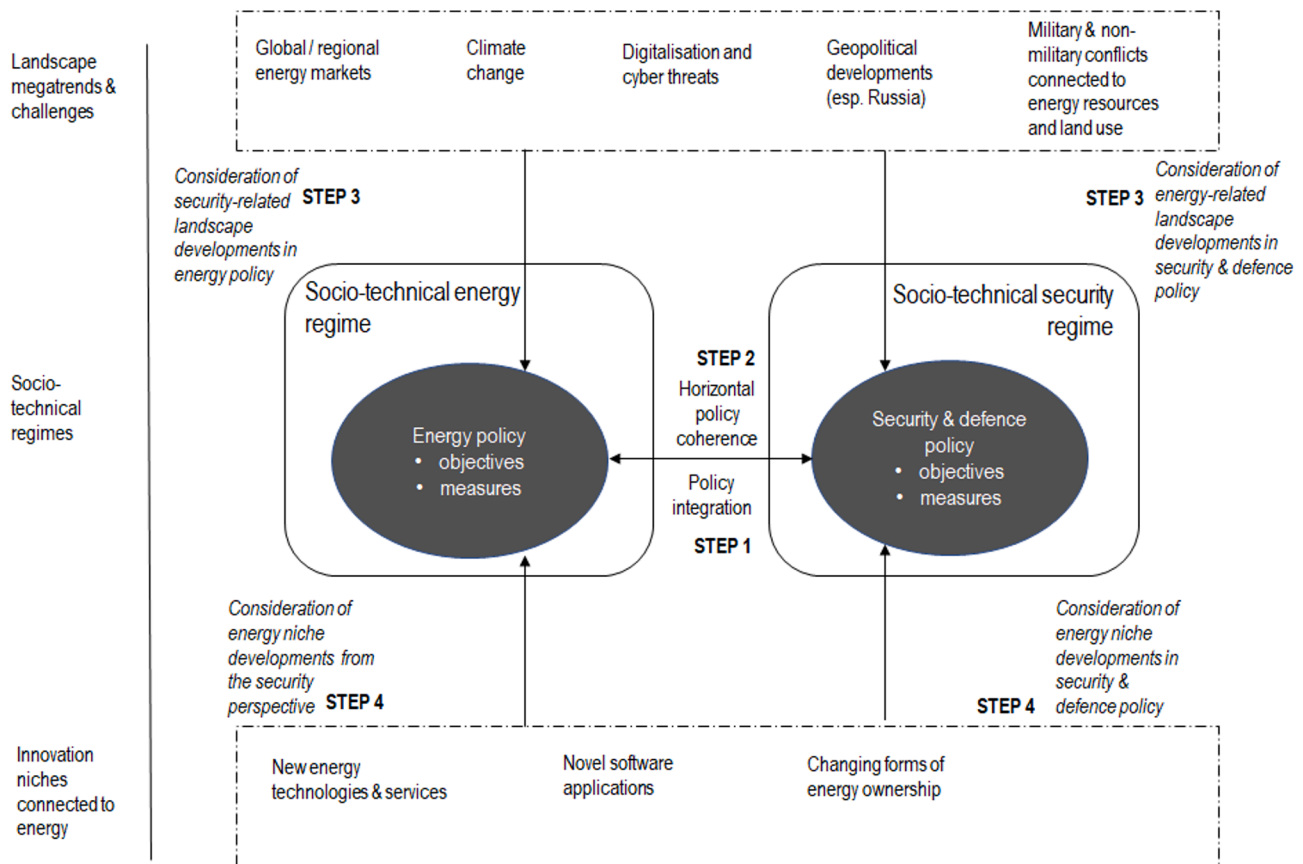 Landscape
megatrends &
challenges
Global / regional
energy markets
Climate
change
Digitalisation and
cyber threats
Geopolitical
developments
(esp. Russia)
Military & non-
military conflicts
connected to
energy resources
and land use
Consideration of
security-related
landscape
developments in
energy policy
STEP 3
STEP 3
Consideration of
energy-related
landscape
developments in
security & defence
policy
Socio-
technical
regimes
Socio-technical energy
regime
Energy policy
• objectives
• measures
STEP 2
Horizontal
policy
coherence
Policy
integration
STEP 1
Socio-technical security
regime
Security & defence
policy
• objectives
• measures
Consideration of
energy niche
developments from
the security
perspective
STEP 4
STEP 4
Consideration of
energy niche
developments in
security &
defence policy
Innovation
niches
connected to
energy
New energy
technologies & services
Novel software
applications
Changing forms of
energy ownership